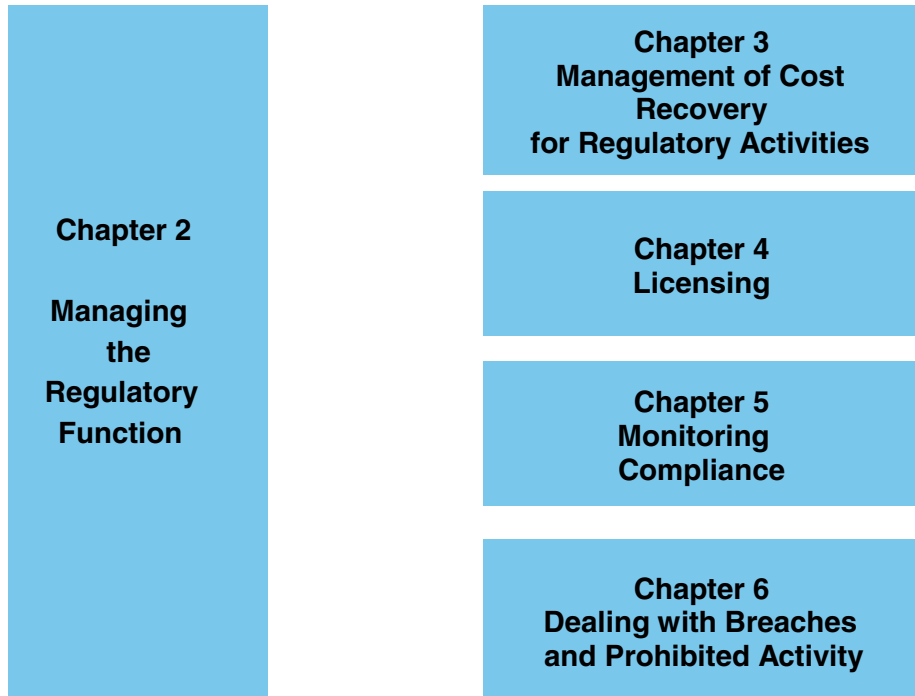 Chapter 2
Managing
the
Regulatory
Function
Chapter 3
Management of Cost
Recovery
for Regulatory Activities
Chapter 4
Licensing
Chapter 5
Monitoring
Compliance
Chapter 6
Dealing with Breaches
and Prohibited Activity